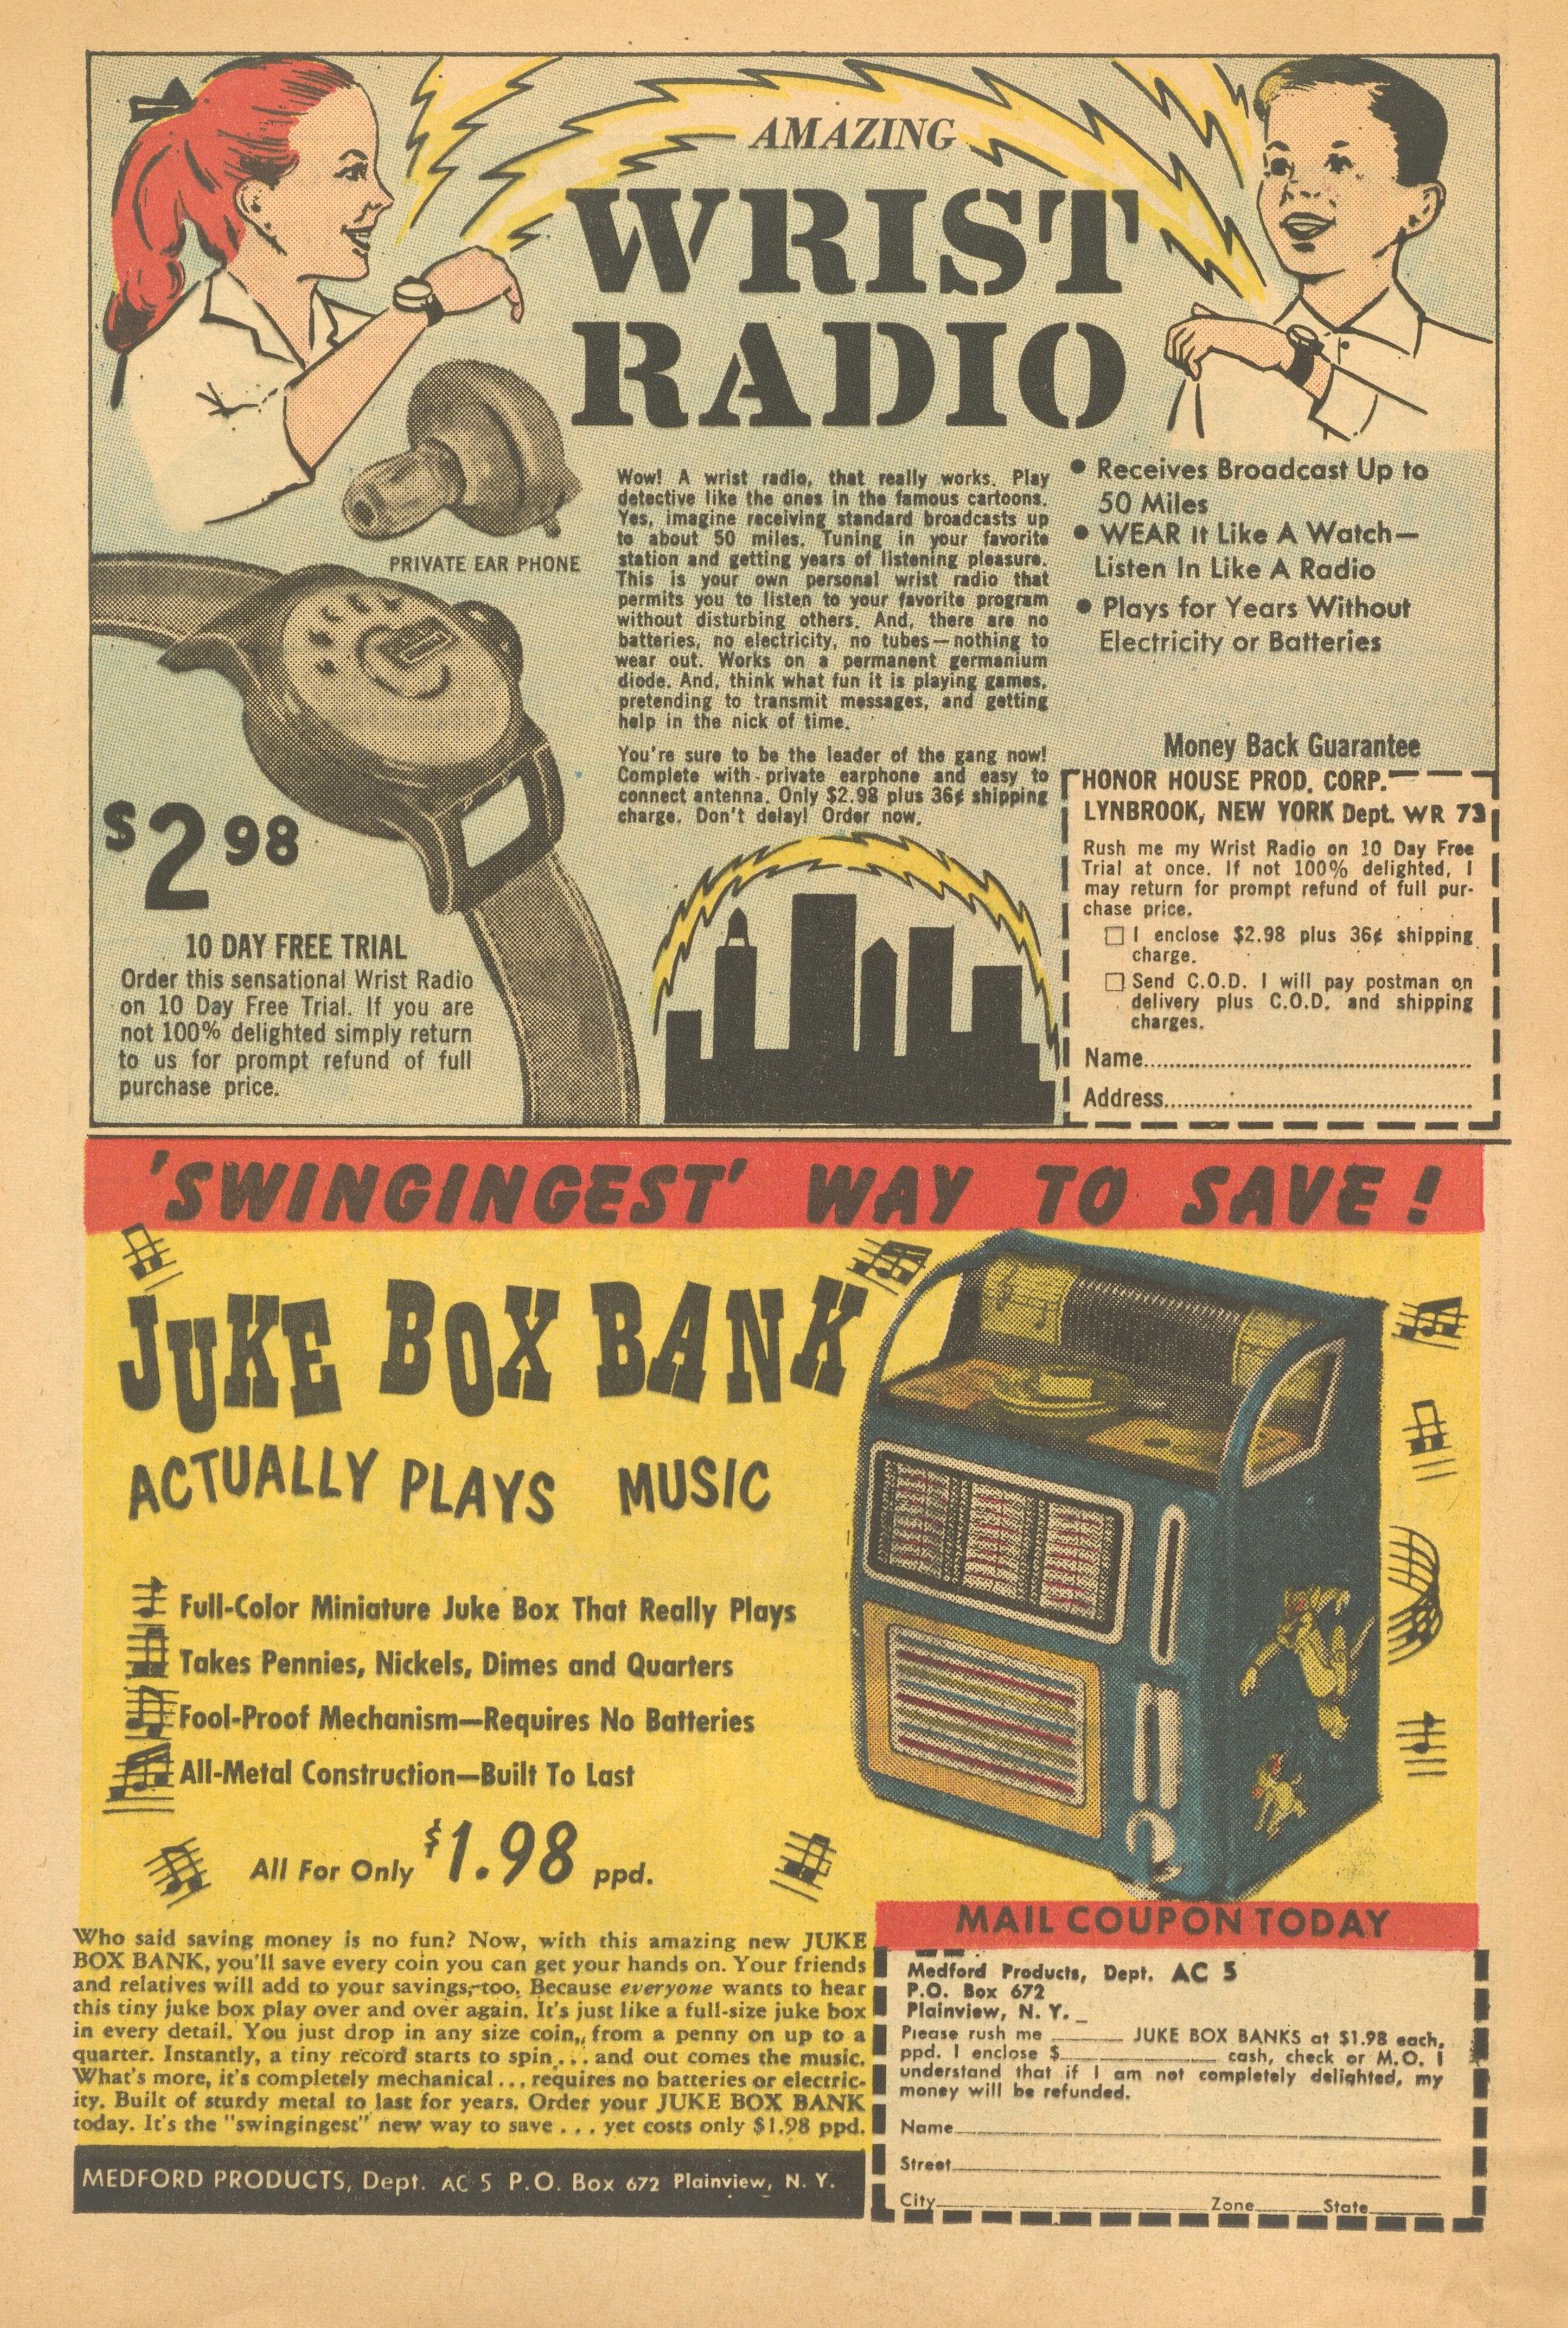 AMAZING
WRIST
RADIO
PRIVATE EAR PHONE
Wow! A wrist radio, that really works. Play
detective like the ones in the famous cartoons.
Yes, imagine receiving standard broadcasts up
to about 50 miles. Tuning in your favorite
station and getting years of listening pleasure.
This is your own personal wrist radio that
permits you to listen to your favorite program
without disturbing others. And, there are no
batteries, no electricity, no tubes—nothing to
wear out. Works on a permanent germanium
diode. And, think what fun it is playing games,
pretending to transmit messages, and getting
help in the nick of time.
You're sure to be the leader of the gang now!
Complete with private earphone and easy to
connect antenna. Only $2.98 plus 36¢ shipping
charge. Don't delay! Order now.
• Receives Broadcast Up to
50 Miles
• WEAR It Like A Watch—
Listen In Like A Radio
• Plays for Years Without
Electricity or Batteries
$2.98
10 DAY FREE TRIAL
Order this sensational Wrist Radio
on 10 Day Free Trial. If you are
not 100% delighted simply return
to us for prompt refund of full
purchase price.
Money Back Guarantee
HONOR HOUSE PROD. CORP.
LYNBROOK, NEW YORK Dept. WR 73
Rush me my Wrist Radio on 10 Day Free
Trial at once. If not 100% delighted, I
may return for prompt refund of full pur-
chase price.
☐ I enclose $2.98 plus 36¢ shipping
charge.
☐ Send C.O.D. I will pay postman on
delivery plus C.O.D. and shipping
charges.
Name
Address
'SWINGINGEST' WAY TO SAVE!
JUKE BOX BANK
ACTUALLY PLAYS MUSIC
Full-Color Miniature Juke Box That Really Plays
Takes Pennies, Nickels, Dimes and Quarters
Fool-Proof Mechanism—Requires No Batteries
All-Metal Construction—Built To Last
All For Only $1.98 ppd.
Who said saving money is no fun? Now, with this amazing new JUKE
BOX BANK, you'll save every coin you can get your hands on. Your friends
and relatives will add to your savings, too. Because everyone wants to hear
this tiny juke box play over and over again. It's just like a full-size juke box
in every detail. You just drop in any size coin, from a penny on up to a
quarter. Instantly, a tiny record starts to spin... and out comes the music.
What's more, it's completely mechanical... requires no batteries or electric-
ity. Built of sturdy metal to last for years. Order your JUKE BOX BANK
today. It's the "swingingest" new way to save... yet costs only $1.98 ppd.
MEDFORD PRODUCTS, Dept. AC 5 P.O. Box 672 Plainview, N. Y.
MAIL COUPON TODAY
Medford Products, Dept. AC 5
P.O. Box 672
Plainview, N. Y.
Please rush me ______ JUKE BOX BANKS at $1.98 each,
ppd. I enclose $______ cash, check or M.O. I
understand that if I am not completely delighted, my
money will be refunded.
Name
Street
City Zone State